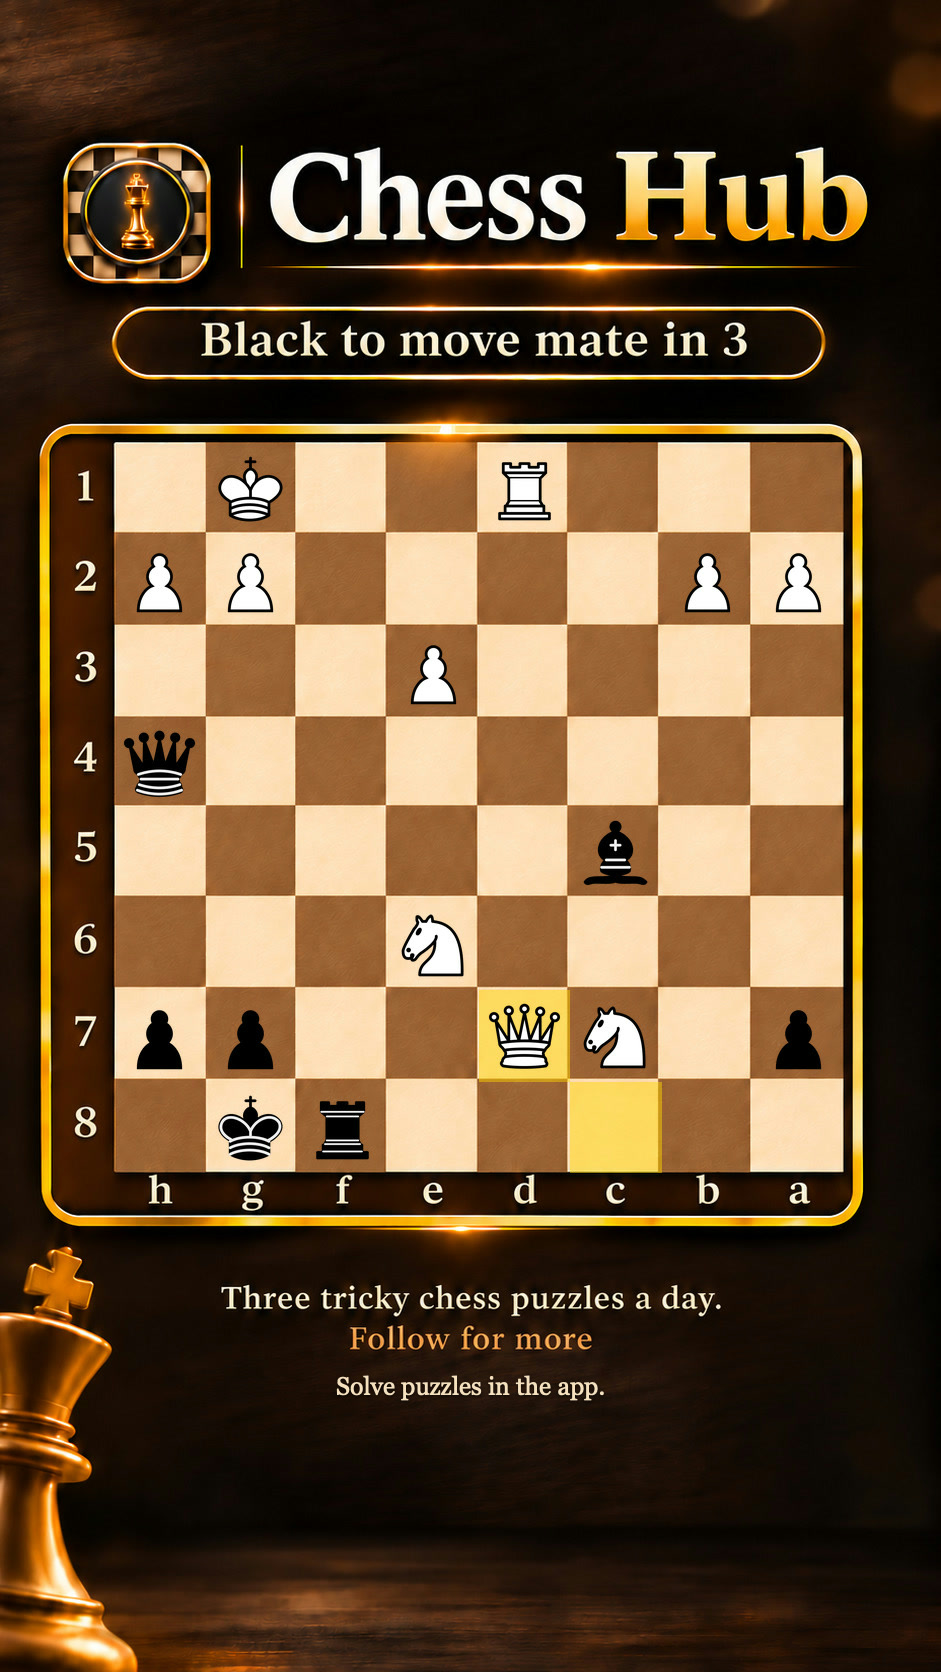 Chess Hub
Black to move mate in 3
1
2
3
4
5
6
7
8
h g f e d c b a
Three tricky chess puzzles a day.
Follow for more
Solve puzzles in the app.